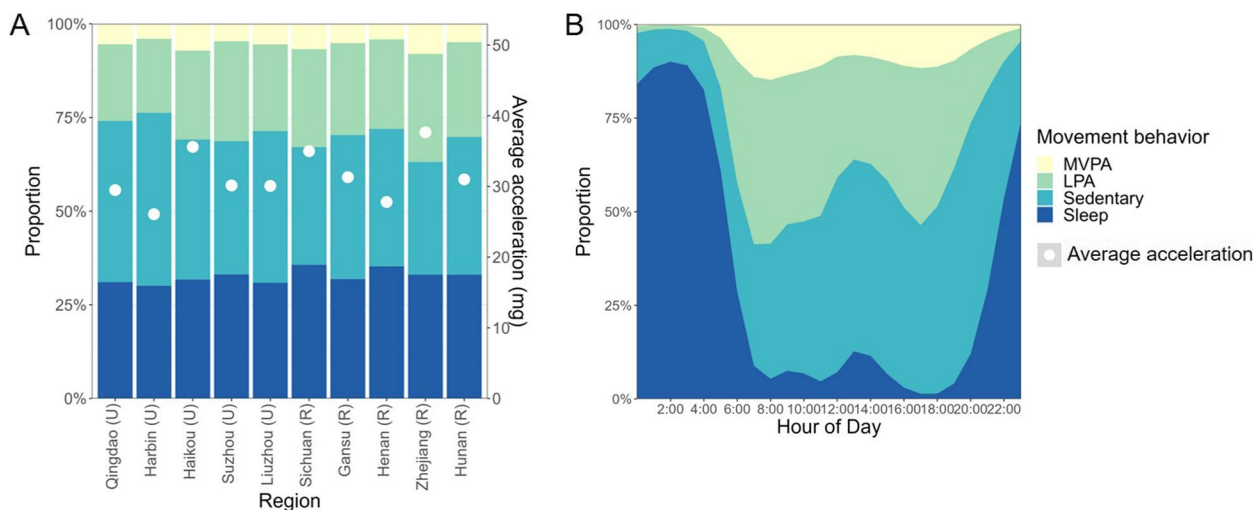 A
100%
75%
50%
25%
0%
Proportion
50
40
30
20
10
0
Average acceleration (mg)
Qingdao (U)
Harbin (U)
Haikou (U)
Suzhou (U)
Liuzhou (U)
Sichuan (R)
Gansu (R)
Henan (R)
Zhejiang (R)
Hunan (R)
Region
B
100%
75%
50%
25%
0%
Proportion
2:00 4:00 6:00 8:00 10:00 12:00 14:00 16:00 18:00 20:00 22:00
Hour of Day
Movement behavior
MVPA
LPA
Sedentary
Sleep
Average acceleration